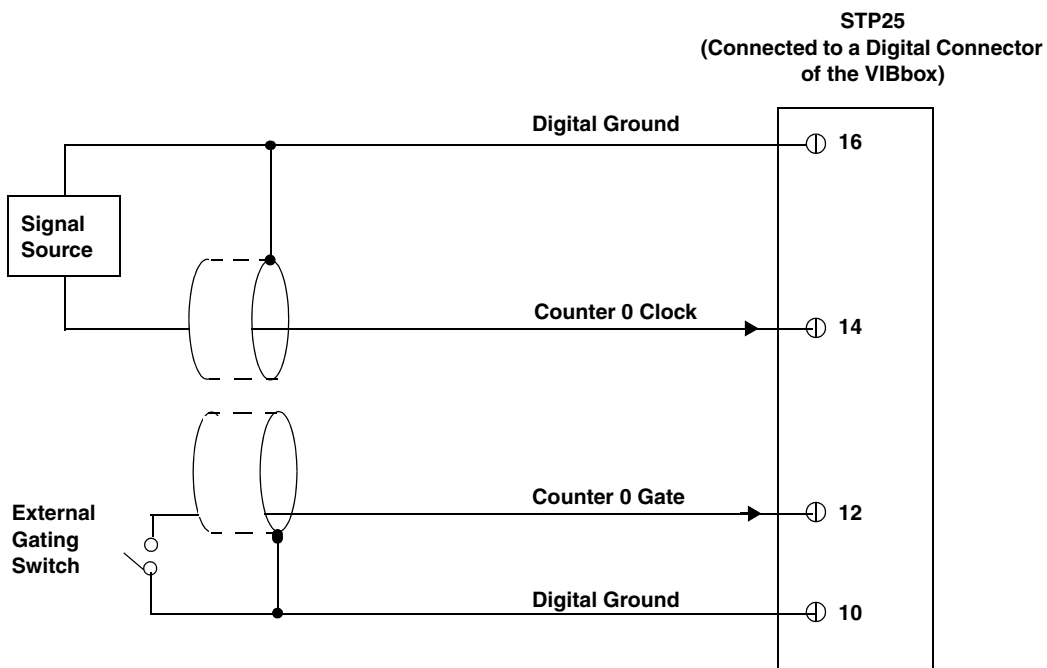 STP25
(Connected to a Digital Connector
of the VIBbox)
Digital Ground
16
Signal
Source
Counter 0 Clock
14
Counter 0 Gate
12
External
Gating
Switch
Digital Ground
10